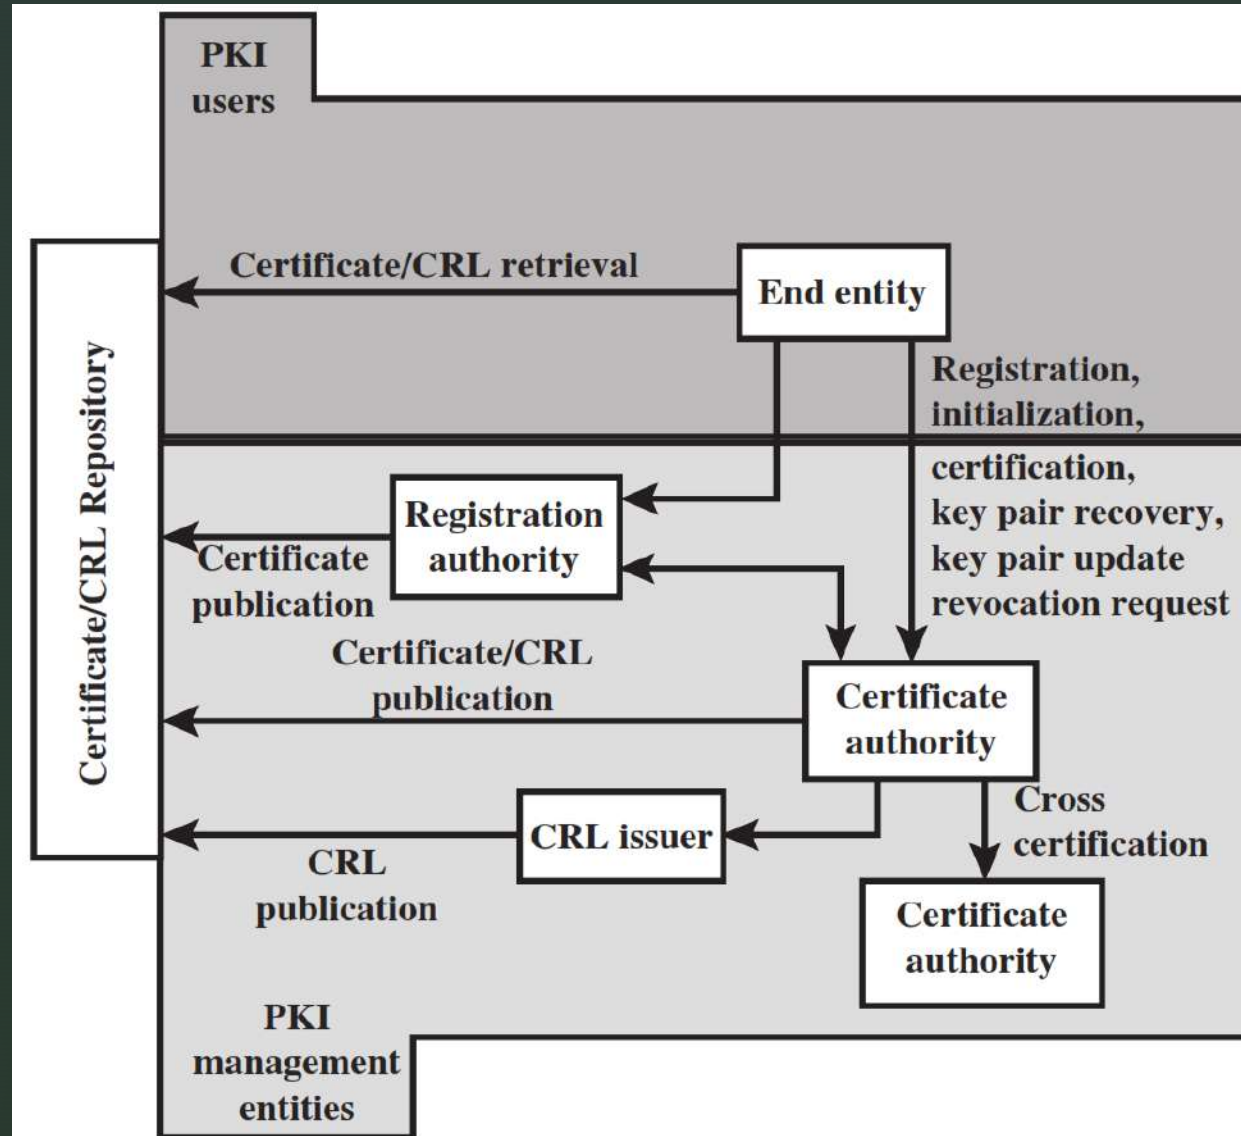 PKI
users
Certificate/CRL retrieval
End entity
Certificate/CRL Repository
Registration,
initialization,
certification,
key pair recovery,
key pair update
revocation request
Registration
authority
Certificate
publication
Certificate/CRL
publication
Certificate
authority
CRL issuer
Cross
certification
CRL
publication
Certificate
authority
PKI
management
entities